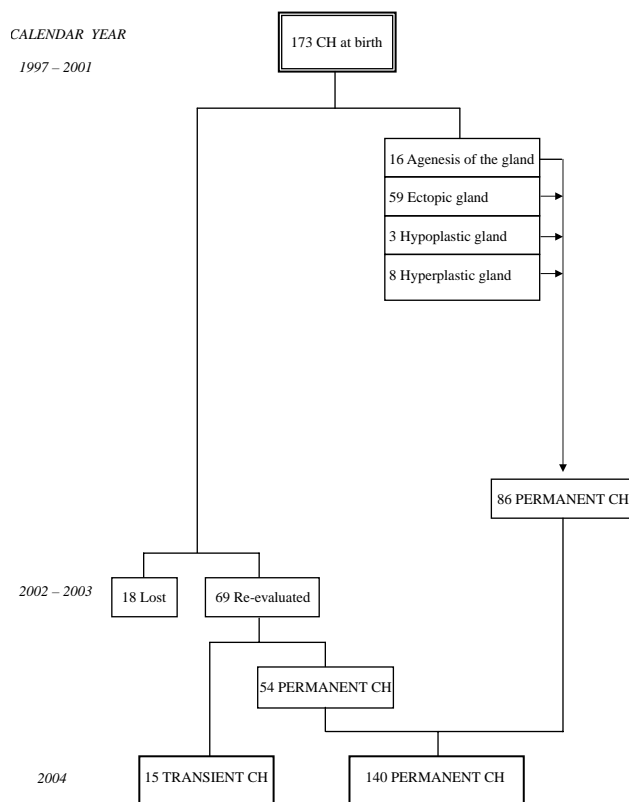 CALENDAR YEAR
1997 – 2001
173 CH at birth
16 Agenesis of the gland
59 Ectopic gland
3 Hypoplastic gland
8 Hyperplastic gland
86 PERMANENT CH
2002 – 2003
18 Lost
69 Re-evaluated
54 PERMANENT CH
2004
15 TRANSIENT CH
140 PERMANENT CH